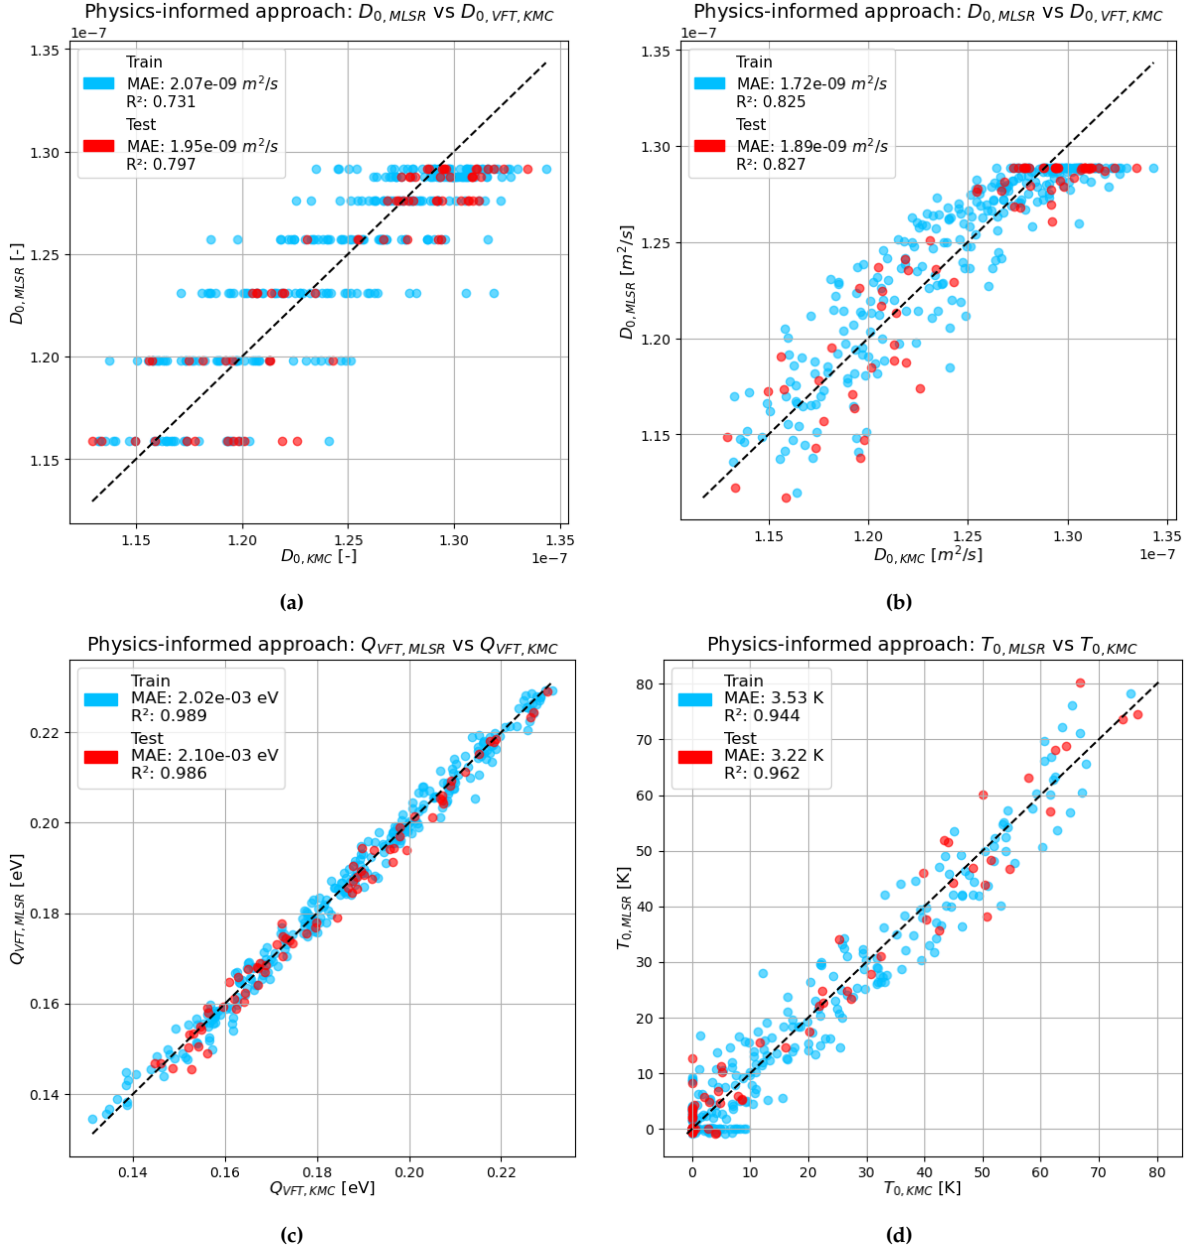 Physics-informed approach: D0,MLSR vs D0,VFT,KMC
1e−7
Train
MAE: 2.07e-09 m²/s
R²: 0.731
Test
MAE: 1.95e-09 m²/s
R²: 0.797
1.35
1.30
1.25
1.20
1.15
D0,MLSR [-]
1.15 1.20 1.25 1.30 1.35
D0,KMC [-]
1e−7
(a)
Physics-informed approach: D0,MLSR vs D0,VFT,KMC
1e−7
Train
MAE: 1.72e-09 m²/s
R²: 0.825
Test
MAE: 1.89e-09 m²/s
R²: 0.827
1.35
1.30
1.25
1.20
1.15
D0,MLSR [m²/s]
1.15 1.20 1.25 1.30 1.35
D0,KMC [m²/s]
1e−7
(b)
Physics-informed approach: QVFT,MLSR vs QVFT,KMC
Train
MAE: 2.02e-03 eV
R²: 0.989
Test
MAE: 2.10e-03 eV
R²: 0.986
0.22
0.20
0.18
0.16
0.14
QVFT,MLSR [eV]
0.14 0.16 0.18 0.20 0.22
QVFT,KMC [eV]
(c)
Physics-informed approach: T0,MLSR vs T0,KMC
Train
MAE: 3.53 K
R²: 0.944
Test
MAE: 3.22 K
R²: 0.962
80
70
60
50
40
30
20
10
0
T0,MLSR [K]
0 10 20 30 40 50 60 70 80
T0,KMC [K]
(d)